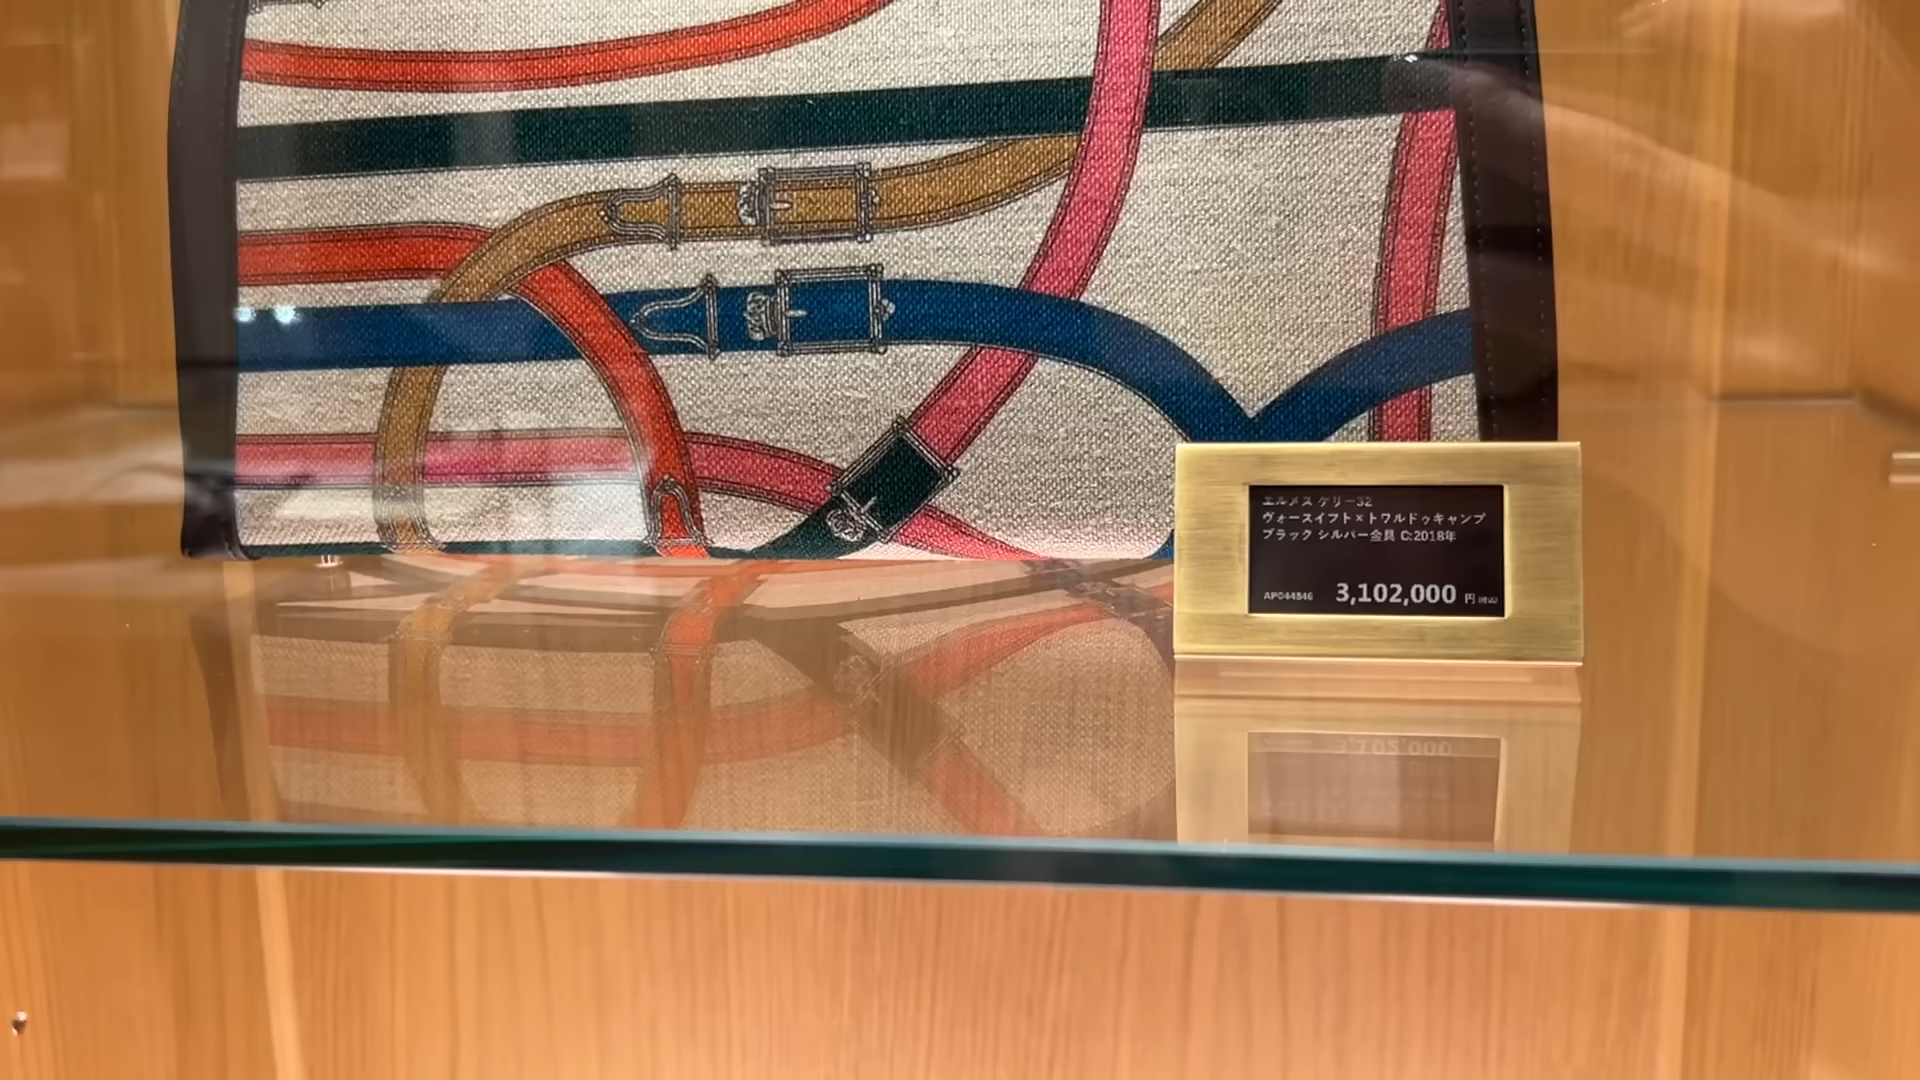 エルメス ケリー32
ヴォースイフト×トワルドゥキャンプ
ブラック シルバー金具 C:2018年
AP044846 3,102,000 円